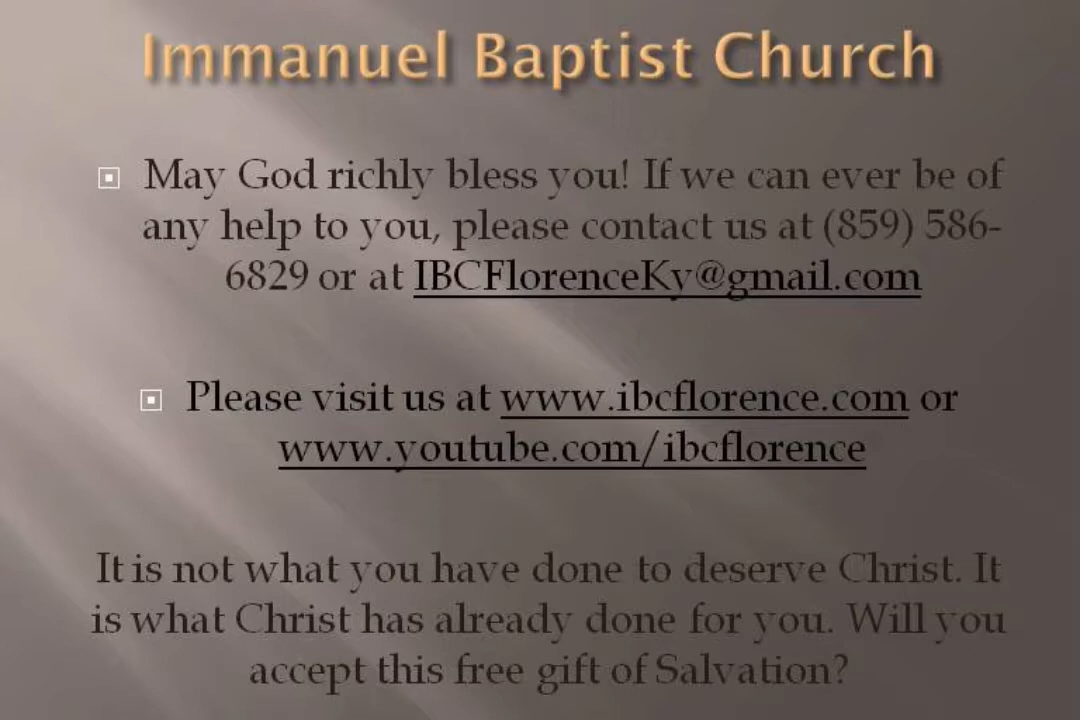 Immanuel Baptist Church
May God richly bless you! If we can ever be of
any help to you, please contact us at (859) 586-
6829 or at IBCFlorenceKy@gmail.com
Please visit us at www.ibcflorence.com or
www.youtube.com/ibcflorence
It is not what you have done to deserve Christ. It
is what Christ has already done for you. Will you
accept this free gift of Salvation?